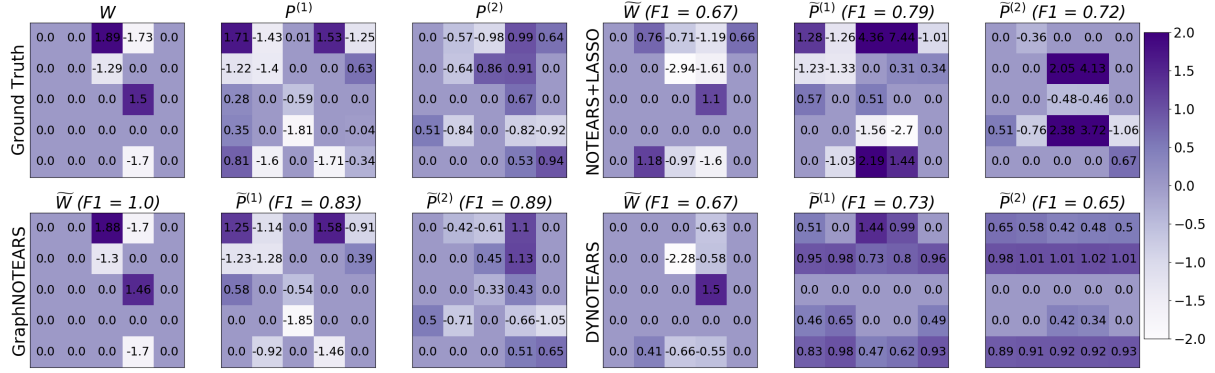 W P(1) P(2) W̃ (F1 = 0.67) P̃(1) (F1 = 0.79) P̃(2) (F1 = 0.72)
Ground Truth
0.0 0.0 1.89 -1.73 0.0
0.0 0.0 -1.29 0.0 0.0
0.0 0.0 0.0 1.5 0.0
0.0 0.0 0.0 0.0 0.0
0.0 0.0 0.0 -1.7 0.0
1.71 -1.43 0.01 1.53 -1.25
-1.22 -1.4 0.0 0.0 0.63
0.28 0.0 -0.59 0.0 0.0
0.35 0.0 -1.81 0.0 -0.04
0.81 -1.6 0.0 -1.71 -0.34
0.0 -0.57 -0.98 0.99 0.64
0.0 -0.64 0.86 0.91 0.0
0.0 0.0 0.0 0.67 0.0
0.51 -0.84 0.0 -0.82 -0.92
0.0 0.0 0.0 0.53 0.94
NOTEARS+LASSO
0.0 0.76 -0.71 -1.19 0.66
0.0 0.0 -2.94 -1.61 0.0
0.0 0.0 0.0 1.1 0.0
0.0 0.0 0.0 0.0 0.0
0.0 1.18 -0.97 -1.6 0.0
1.28 -1.26 4.36 7.44 -1.01
-1.23 -1.33 0.0 0.31 0.34
0.57 0.0 0.51 0.0 0.0
0.0 0.0 -1.56 -2.7 0.0
0.0 -1.03 2.19 1.44 0.0
0.0 -0.36 0.0 0.0 0.0
0.0 0.0 2.05 4.13 0.0
0.0 0.0 -0.48 -0.46 0.0
0.51 -0.76 2.38 3.72 -1.06
0.0 0.0 0.0 0.0 0.67
2.0
1.5
1.0
0.5
0.0
−0.5
−1.0
−1.5
−2.0
W̃ (F1 = 1.0) P̃(1) (F1 = 0.83) P̃(2) (F1 = 0.89) W̃ (F1 = 0.67) P̃(1) (F1 = 0.73) P̃(2) (F1 = 0.65)
GraphNOTEARS
0.0 0.0 1.88 -1.7 0.0
0.0 0.0 -1.3 0.0 0.0
0.0 0.0 0.0 1.46 0.0
0.0 0.0 0.0 0.0 0.0
0.0 0.0 0.0 -1.7 0.0
1.25 -1.14 0.0 1.58 -0.91
-1.23 -1.28 0.0 0.0 0.39
0.58 0.0 -0.54 0.0 0.0
0.0 0.0 -1.85 0.0 0.0
0.0 -0.92 0.0 -1.46 0.0
0.0 -0.42 -0.61 1.1 0.0
0.0 0.0 0.45 1.13 0.0
0.0 0.0 -0.33 0.43 0.0
0.5 -0.71 0.0 -0.66 -1.05
0.0 0.0 0.0 0.51 0.65
DYNOTEARS
0.0 0.0 0.0 -0.63 0.0
0.0 0.0 -2.28 -0.58 0.0
0.0 0.0 0.0 1.5 0.0
0.0 0.0 0.0 0.0 0.0
0.0 0.41 -0.66 -0.55 0.0
0.51 0.0 1.44 0.99 0.0
0.95 0.98 0.73 0.8 0.96
0.0 0.0 0.0 0.0 0.0
0.46 0.65 0.0 0.0 0.49
0.83 0.98 0.47 0.62 0.93
0.65 0.58 0.42 0.48 0.5
0.98 1.01 1.01 1.02 1.01
0.0 0.0 0.0 0.0 0.0
0.0 0.0 0.42 0.34 0.0
0.89 0.91 0.92 0.92 0.93